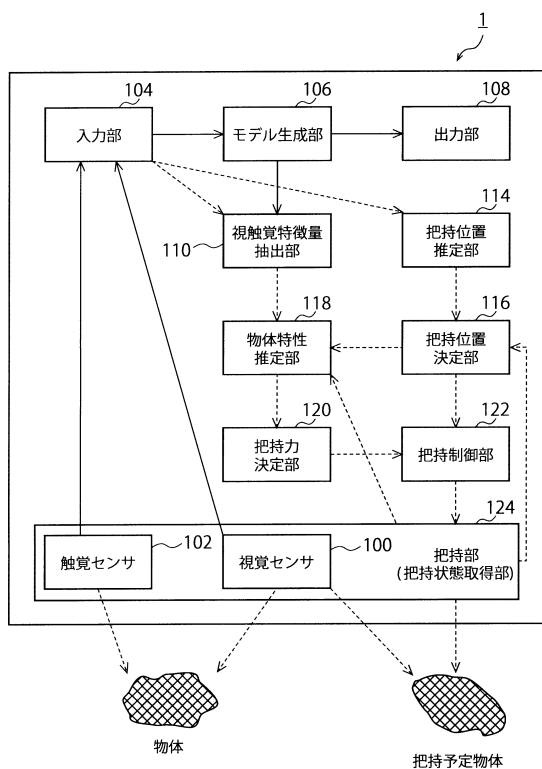 1
104
106
108
入力部
モデル生成部
出力部
114
110
視触覚特徴量
抽出部
把持位置
推定部
118
116
物体特性
推定部
把持位置
決定部
120
122
把持力
決定部
把持制御部
124
102
100
触覚センサ
視覚センサ
把持部
(把持状態取得部)
物体
把持予定物体